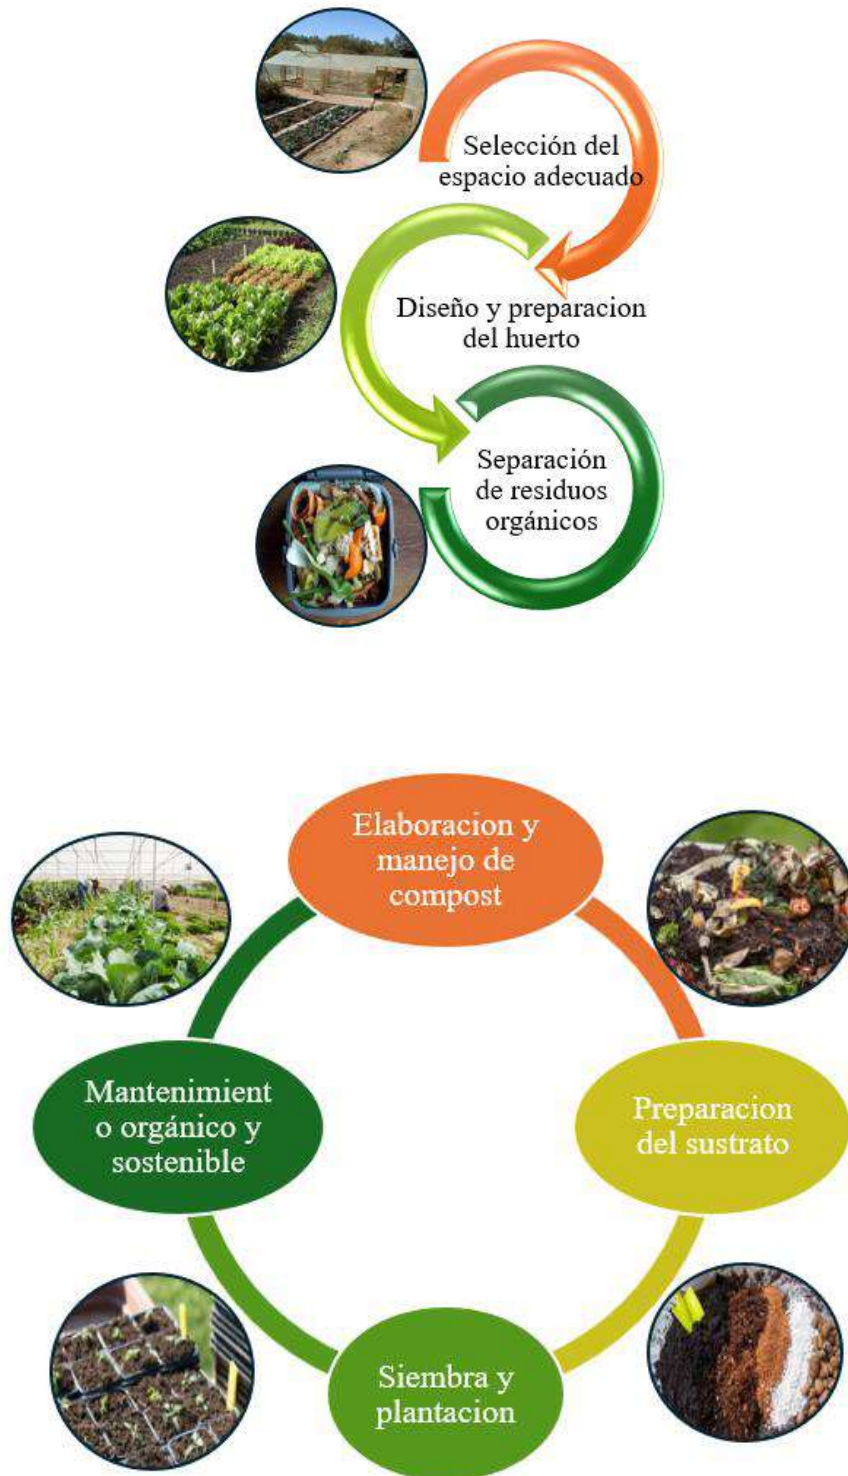 Selección del
espacio adecuado
Diseño y preparacion
del huerto
Separación
de residuos
orgánicos
Elaboracion y
manejo de
compost
Preparacion
del sustrato
Siembra y
plantacion
Mantenimient
o orgánico y
sostenible